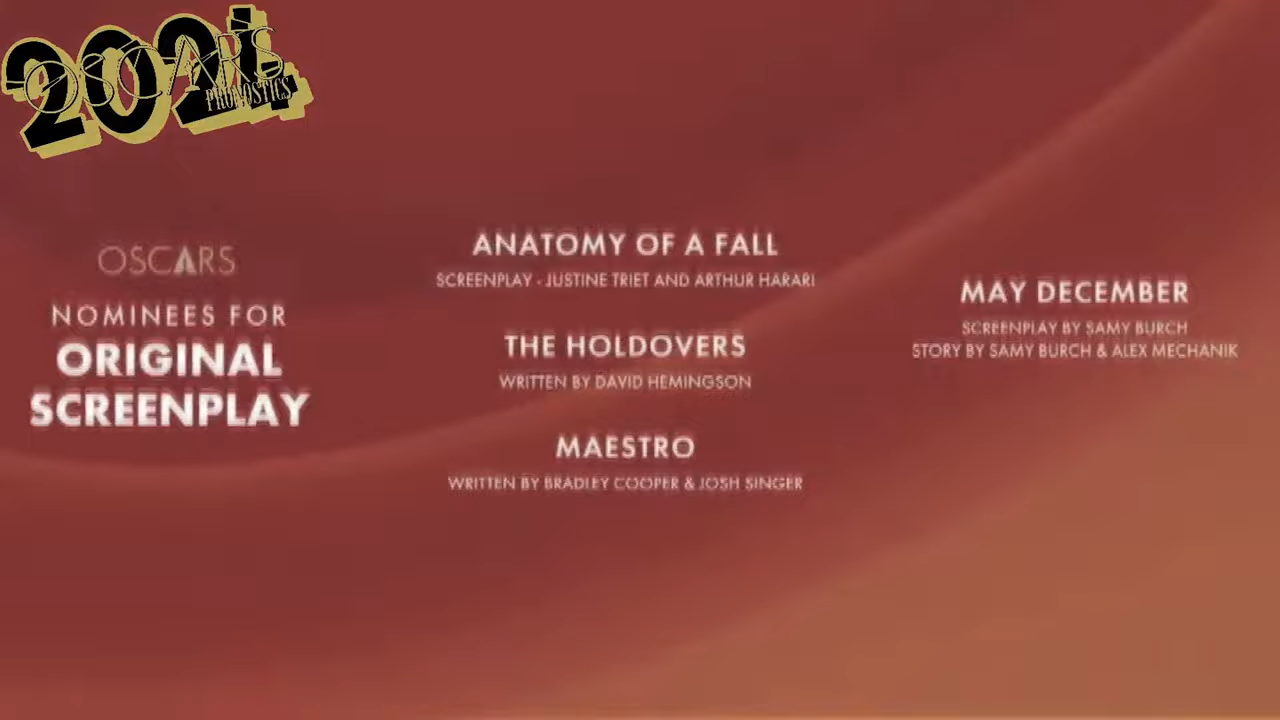 2024
OSCARS
PRONOSTICS
OSCARS
NOMINEES FOR
ORIGINAL
SCREENPLAY
ANATOMY OF A FALL
SCREENPLAY - JUSTINE TRIET AND ARTHUR HARARI
THE HOLDOVERS
WRITTEN BY DAVID HEMINGSON
MAESTRO
WRITTEN BY BRADLEY COOPER & JOSH SINGER
MAY DECEMBER
SCREENPLAY BY SAMY BURCH
STORY BY SAMY BURCH & ALEX MECHANIK